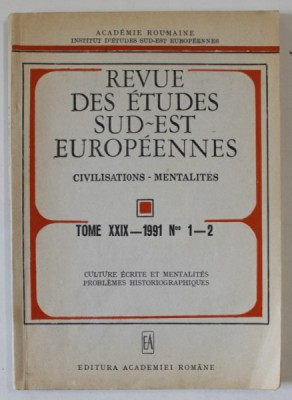 ACADÉMIE ROUMAINE
INSTITUT D'ÉTUDES SUD-EST EUROPÉENNES
REVUE
DES ÉTUDES
SUD-EST
EUROPÉENNES
CIVILISATIONS - MENTALITÉS
TOME XXIX—1991 Nos 1—2
CULTURE ÉCRITE ET MENTALITÉS
PROBLÈMES HISTORIOGRAPHIQUES
EA
EDITURA ACADEMIEI ROMÂNE